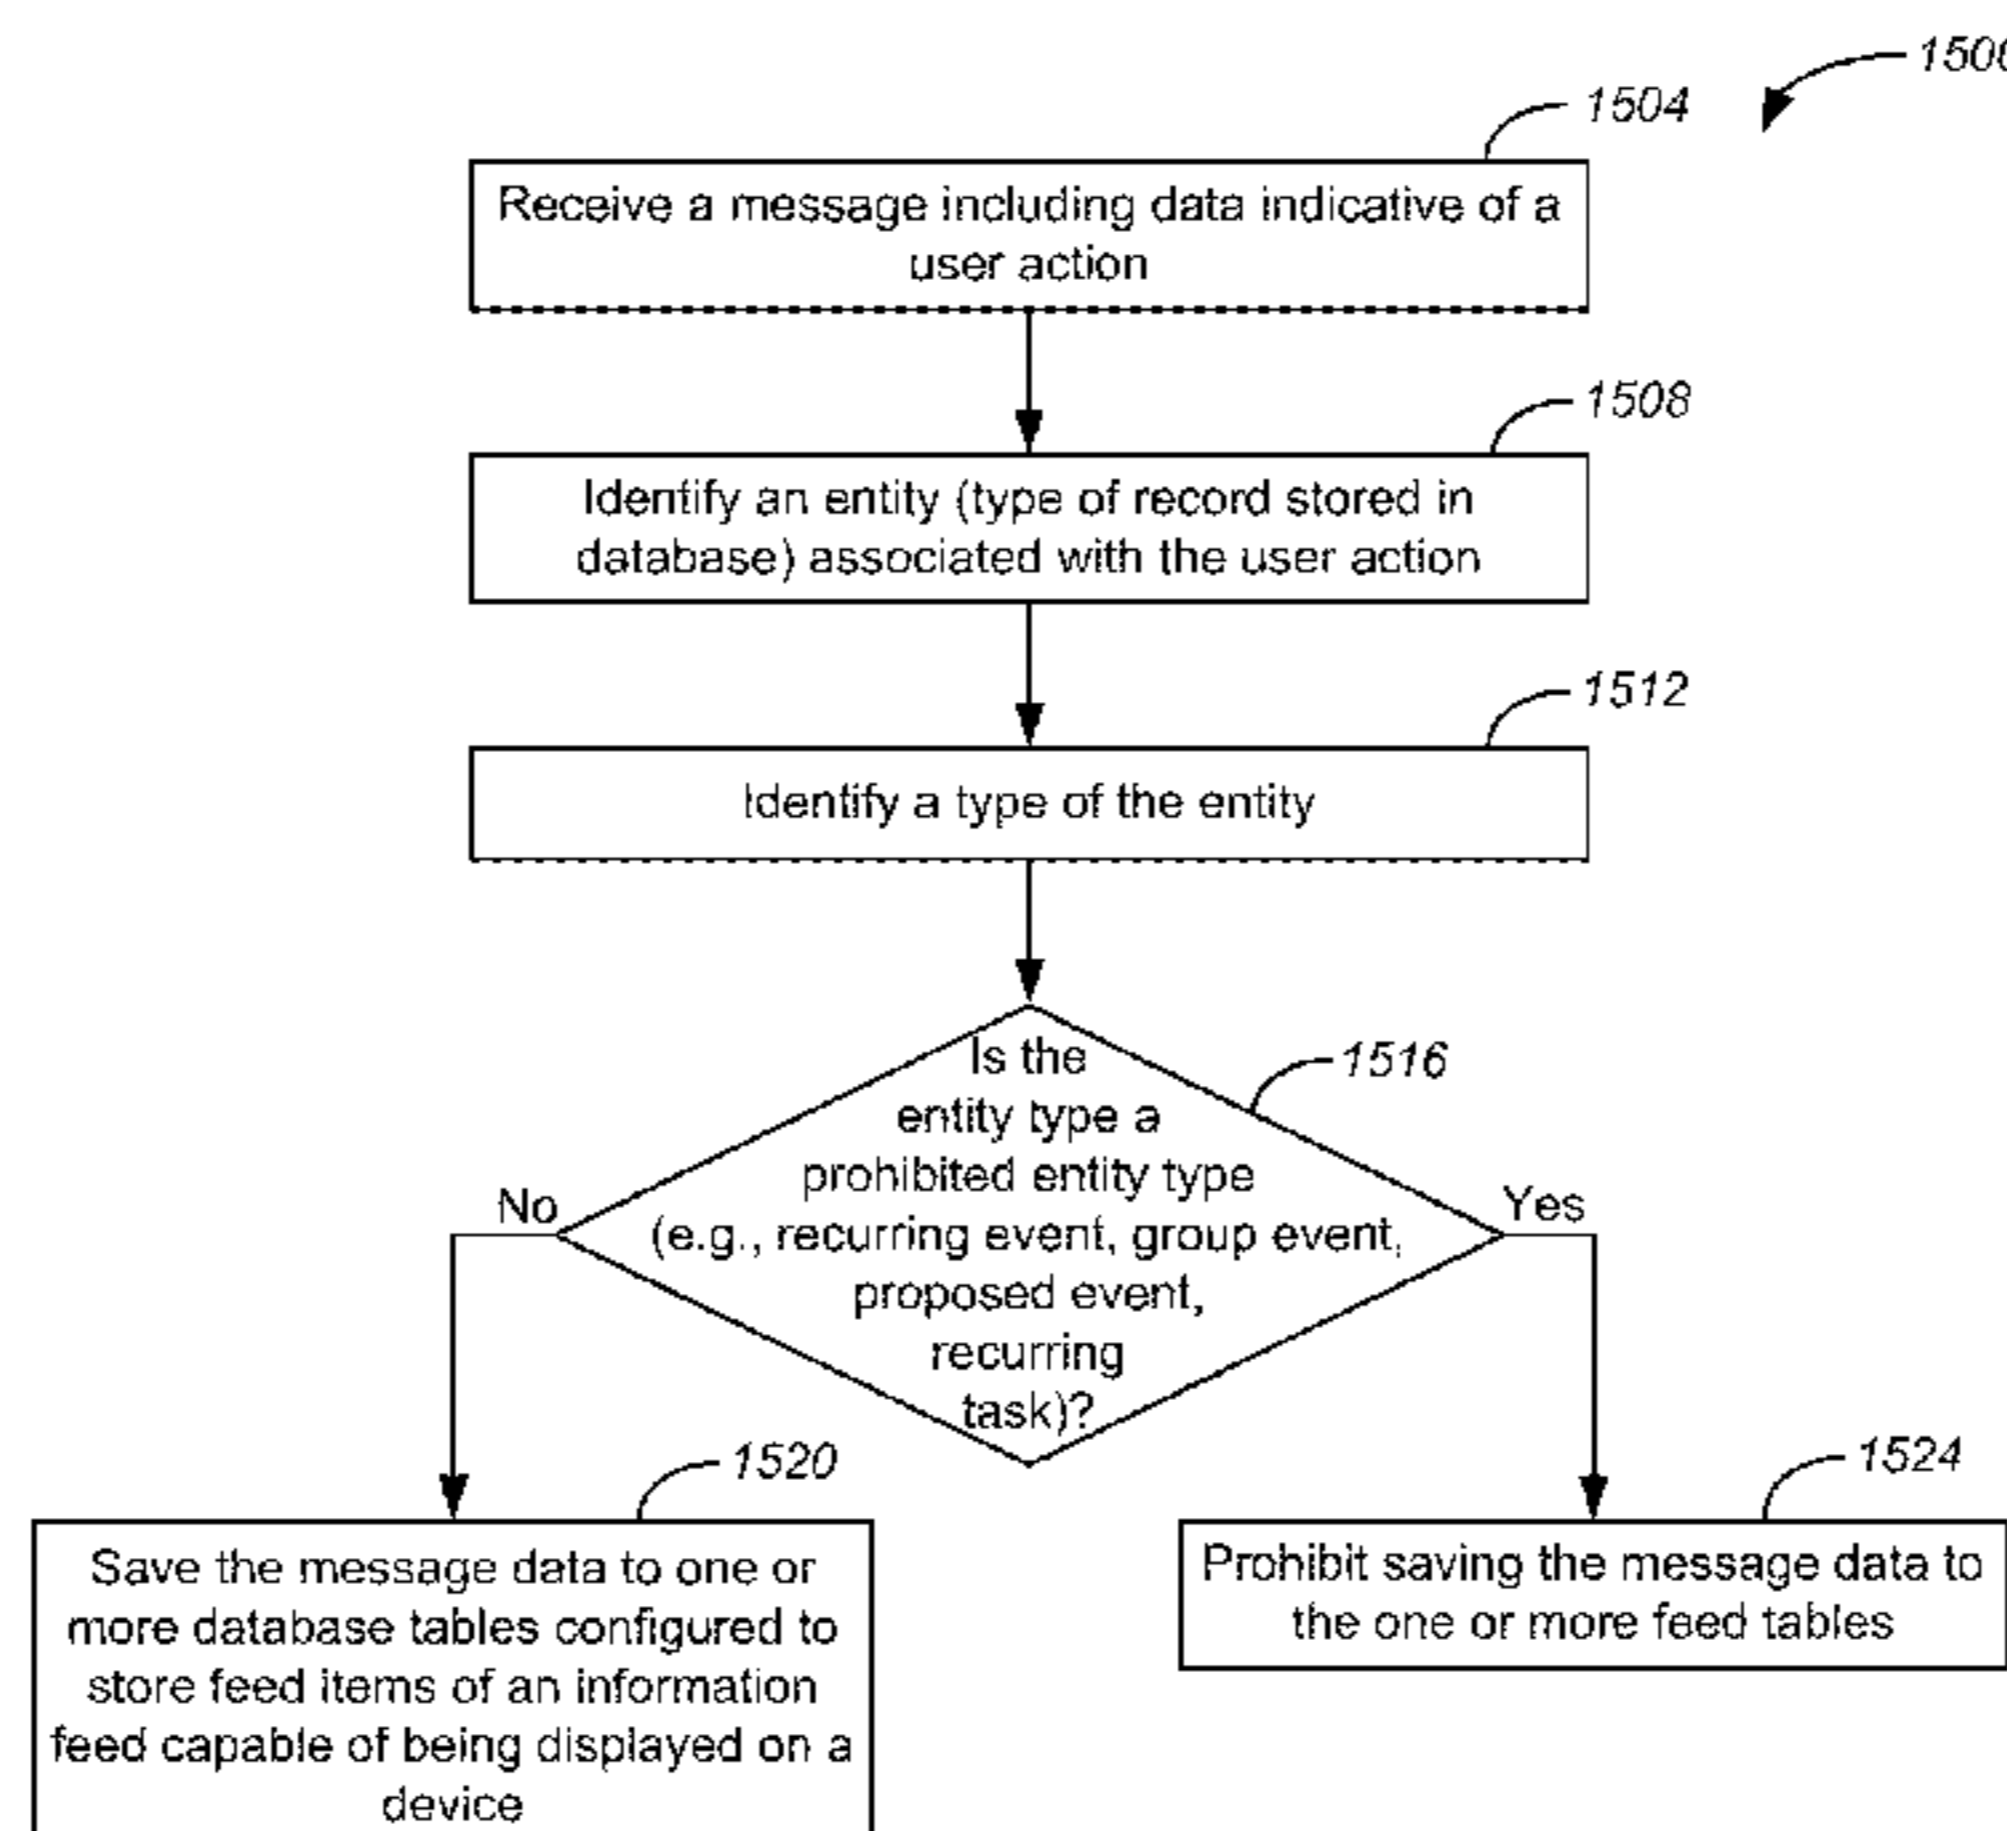 1500
1504
Receive a message including data indicative of a
user action
1508
Identify an entity (type of record stored in
database) associated with the user action
1512
Identify a type of the entity
1516
Is the
entity type a
prohibited entity type
(e.g., recurring event, group event,
proposed event,
recurring
task)?
No
Yes
1520
Save the message data to one or
more database tables configured to
store feed items of an information
feed capable of being displayed on a
device
1524
Prohibit saving the message data to
the one or more feed tables